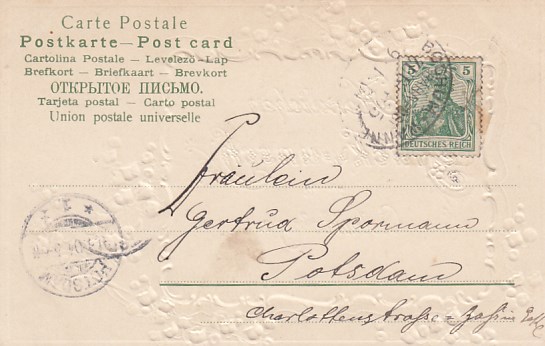 Carte Postale
Postkarte — Post card
Cartolina Postale — Levelező-Lap
Brefkort — Briefkaart — Brevkort
ОТКРЫТОЕ ПИСЬМО.
Tarjeta postal — Carto postal
Union postale universelle
5 5
DEUTSCHES REICH
Fräulein
Gertrud Spormann
Potsdam
POTSDAM
Charlottenstrasse =